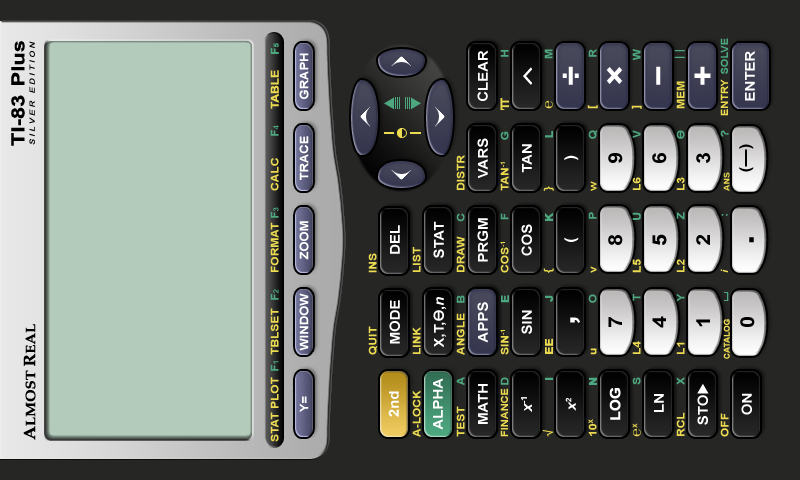 ALMOST REAL
TI-83 Plus
SILVER EDITION
STAT PLOT F1 TBLSET F2 FORMAT F3 CALC F4 TABLE F5
Y= WINDOW ZOOM TRACE GRAPH
QUIT INS
2nd MODE DEL
A-LOCK LINK LIST
ALPHA X,T,Θ,n STAT
TEST A ANGLE B DRAW C DISTR
MATH APPS PRGM VARS CLEAR
FINANCE D SIN⁻¹ E COS⁻¹ F TAN⁻¹ G π H
x⁻¹ SIN COS TAN ^
√ I EE J { K } L e M
x² , ( ) ÷
10ˣ N u O v P w Q [ R
LOG 7 8 9 ×
eˣ S L4 T L5 U L6 V ] W
LN 4 5 6 −
RCL X L1 Y L2 Z L3 Θ MEM "
STO▶ 1 2 3 +
OFF CATALOG ⎵ i : ANS ? ENTRY SOLVE
ON 0 . (—) ENTER